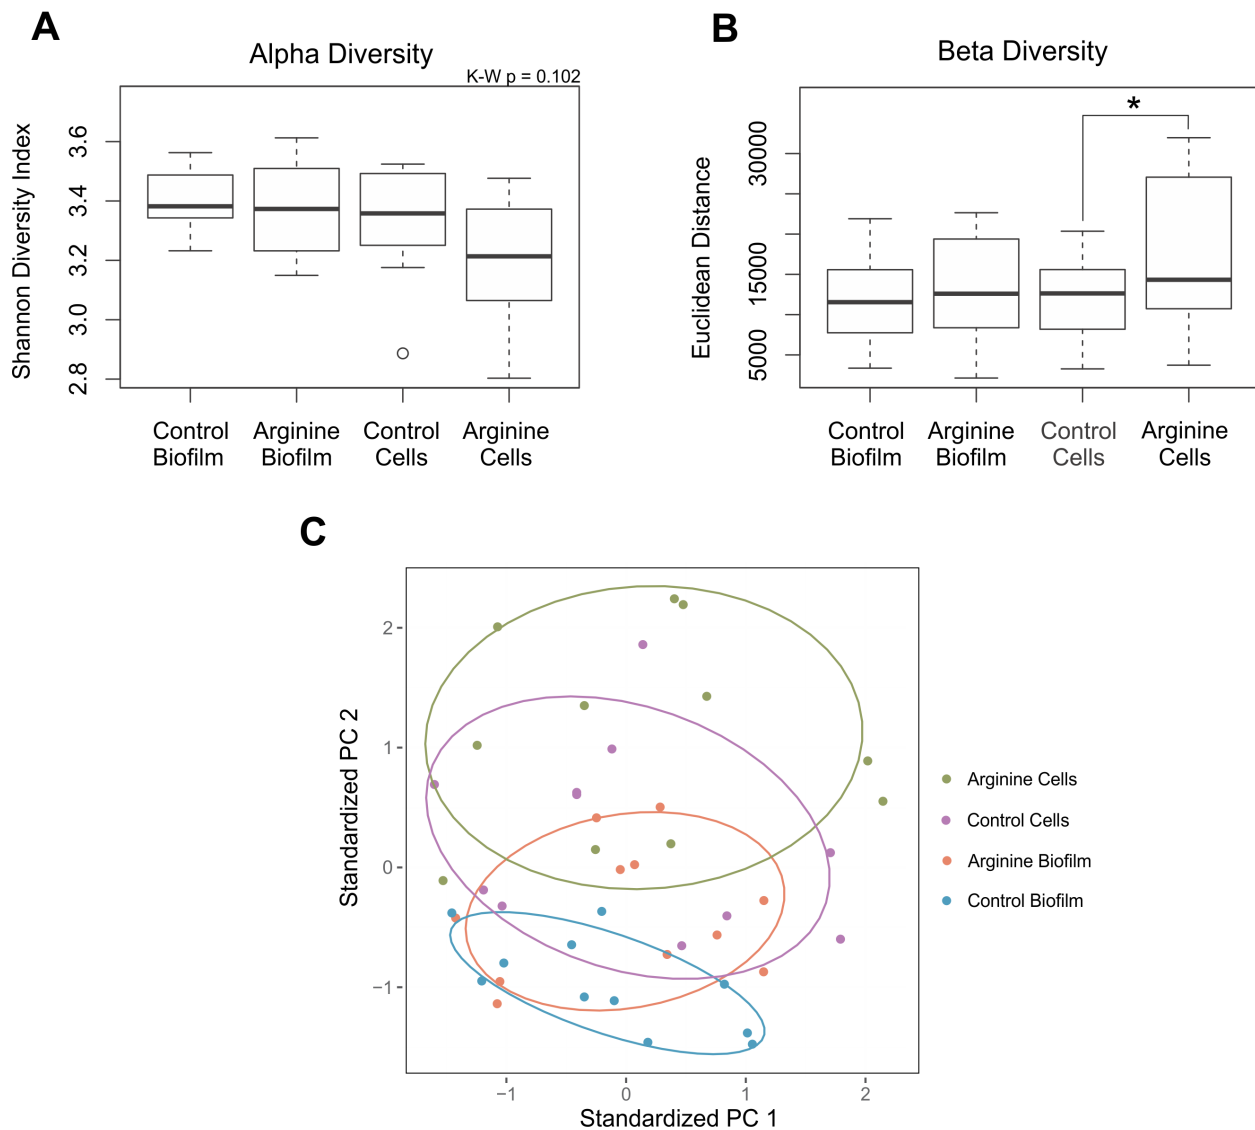 A
Alpha Diversity
K-W p = 0.102
Shannon Diversity Index
3.6
3.4
3.2
3.0
2.8
Control
Biofilm
Arginine
Biofilm
Control
Cells
Arginine
Cells
B
Beta Diversity
*
Euclidean Distance
30000
15000
5000
Control
Biofilm
Arginine
Biofilm
Control
Cells
Arginine
Cells
C
Standardized PC 2
2
1
0
−1
−1
0
1
2
Standardized PC 1
Arginine Cells
Control Cells
Arginine Biofilm
Control Biofilm